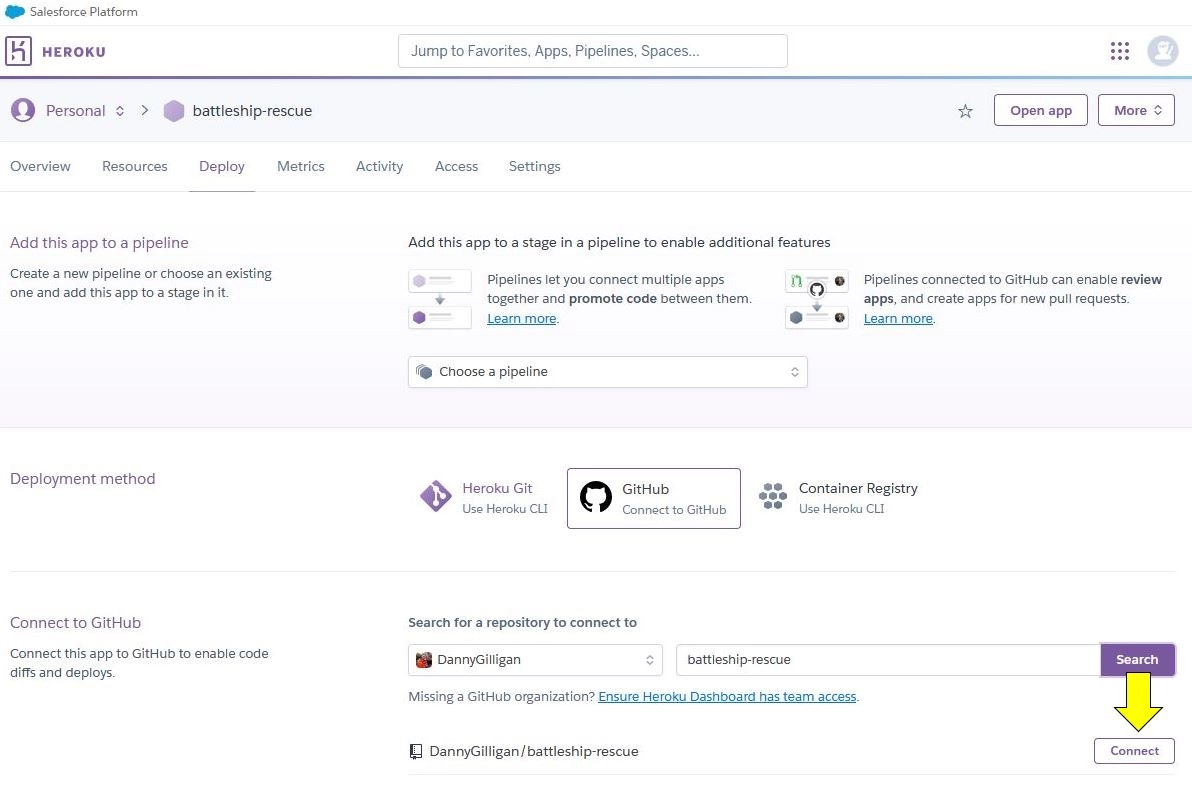 Salesforce Platform
HEROKU
Jump to Favorites, Apps, Pipelines, Spaces...
Personal
battleship-rescue
Open app
More
Overview
Resources
Deploy
Metrics
Activity
Access
Settings
Add this app to a pipeline
Create a new pipeline or choose an existing
one and add this app to a stage in it.
Add this app to a stage in a pipeline to enable additional features
Pipelines let you connect multiple apps
together and promote code between them.
Learn more.
Pipelines connected to GitHub can enable review
apps, and create apps for new pull requests.
Learn more.
Choose a pipeline
Deployment method
Heroku Git
Use Heroku CLI
GitHub
Connect to GitHub
Container Registry
Use Heroku CLI
Connect to GitHub
Connect this app to GitHub to enable code
diffs and deploys.
Search for a repository to connect to
DannyGilligan
battleship-rescue
Search
Missing a GitHub organization? Ensure Heroku Dashboard has team access.
DannyGilligan/battleship-rescue
Connect